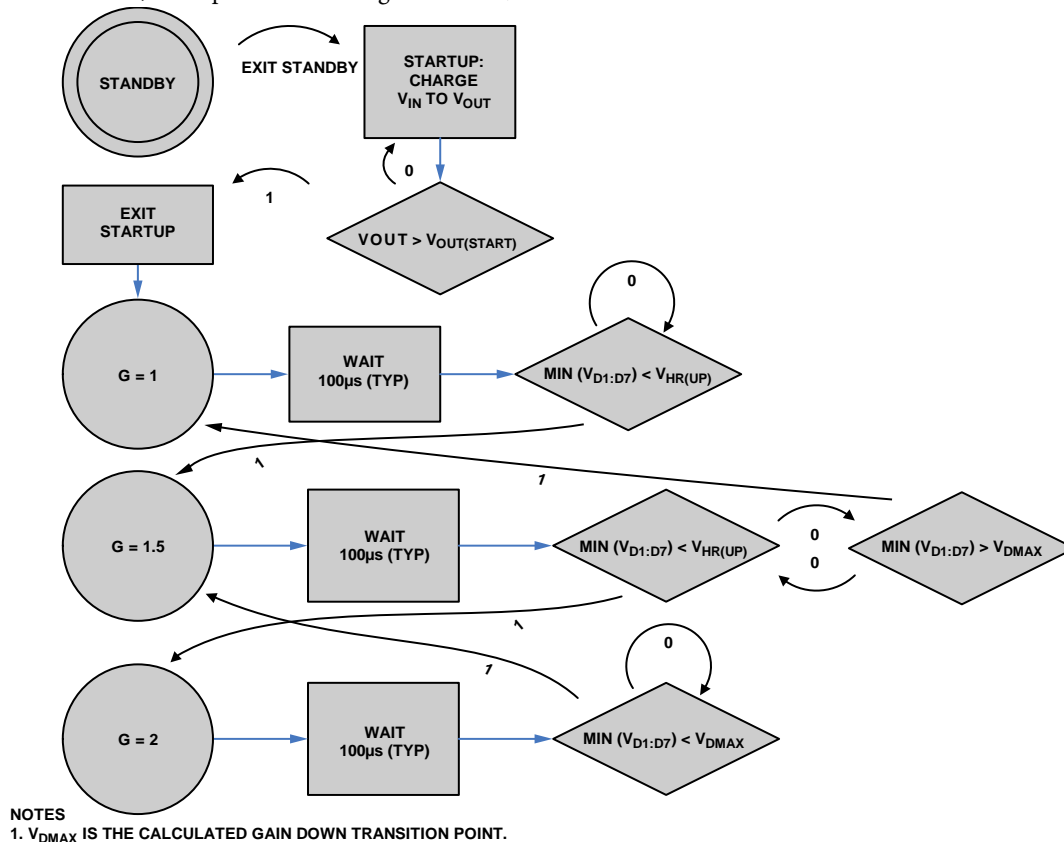 STANDBY
EXIT STANDBY
STARTUP:
CHARGE
VIN TO VOUT
0
1
EXIT
STARTUP
VOUT > VOUT(START)
0
G = 1
WAIT
100µs (TYP)
MIN (VD1:D7) < VHR(UP)
1
1
G = 1.5
WAIT
100µs (TYP)
MIN (VD1:D7) < VHR(UP)
0
0
MIN (VD1:D7) > VDMAX
1
1
0
G = 2
WAIT
100µs (TYP)
MIN (VD1:D7) < VDMAX
NOTES
1. VDMAX IS THE CALCULATED GAIN DOWN TRANSITION POINT.